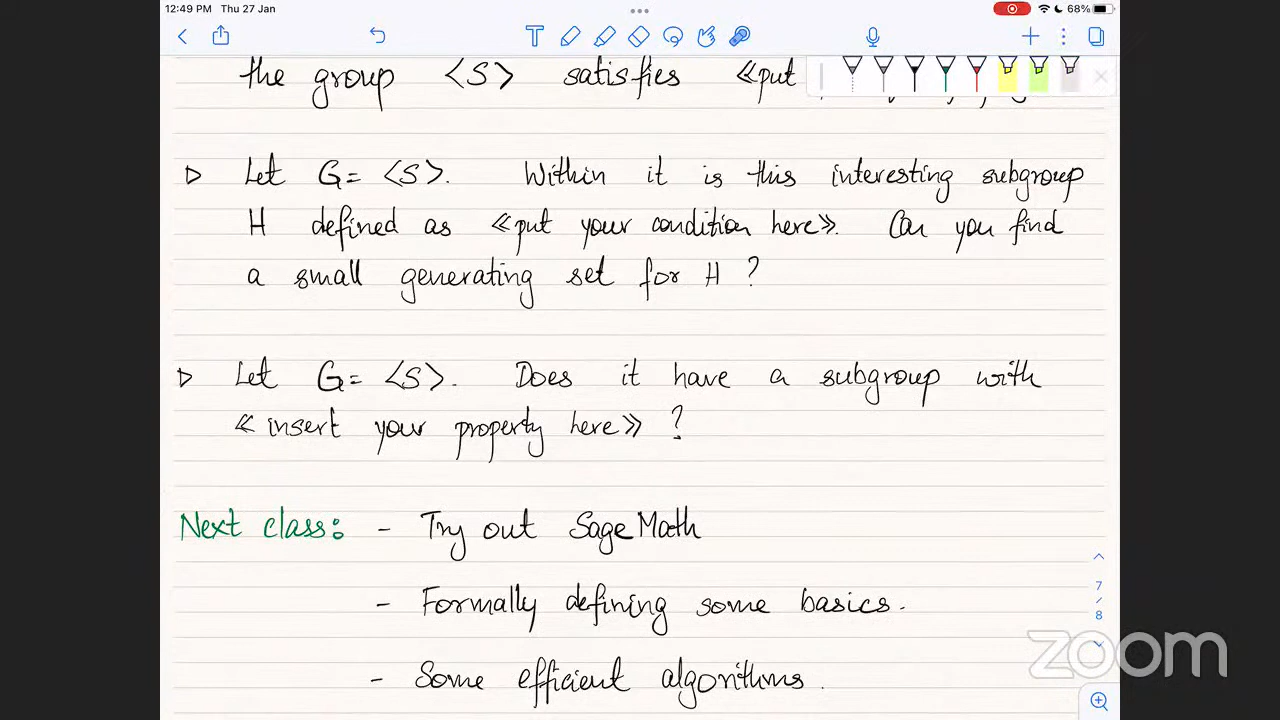 12:49 PM Thu 27 Jan
68%
the group <S> satisfies «put
▷ Let G= <S>. Within it is this interesting subgroup
H defined as «put your condition here». Can you find
a small generating set for H ?
▷ Let G= <S>. Does it have a subgroup with
« insert your property here» ?
Next class: - Try out SageMath
- Formally defining some basics.
- Some efficient algorithms.
7
/
8
zoom